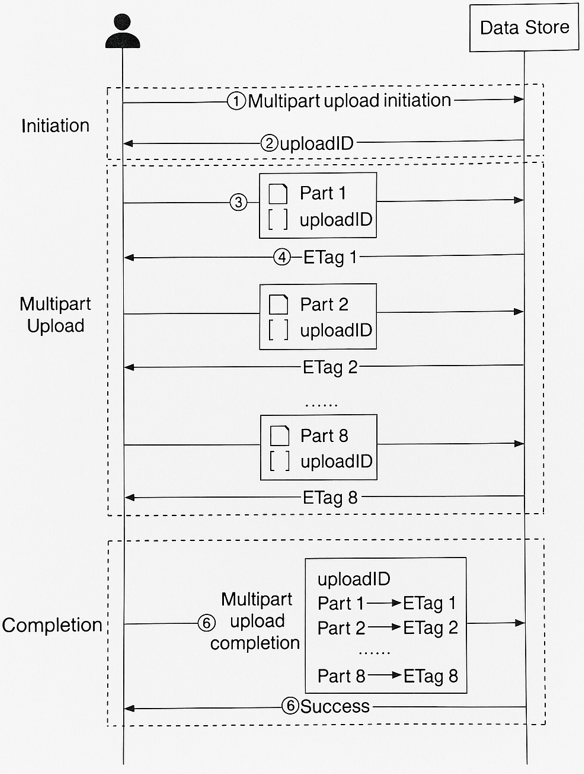 Data Store
Initiation
① Multipart upload initiation
② uploadID
Multipart
Upload
③
Part 1
[ ] uploadID
④ ETag 1
Part 2
[ ] uploadID
ETag 2
......
Part 8
[ ] uploadID
ETag 8
Completion
⑥ Multipart
upload
completion
uploadID
Part 1 → ETag 1
Part 2 → ETag 2
......
Part 8 → ETag 8
⑥ Success